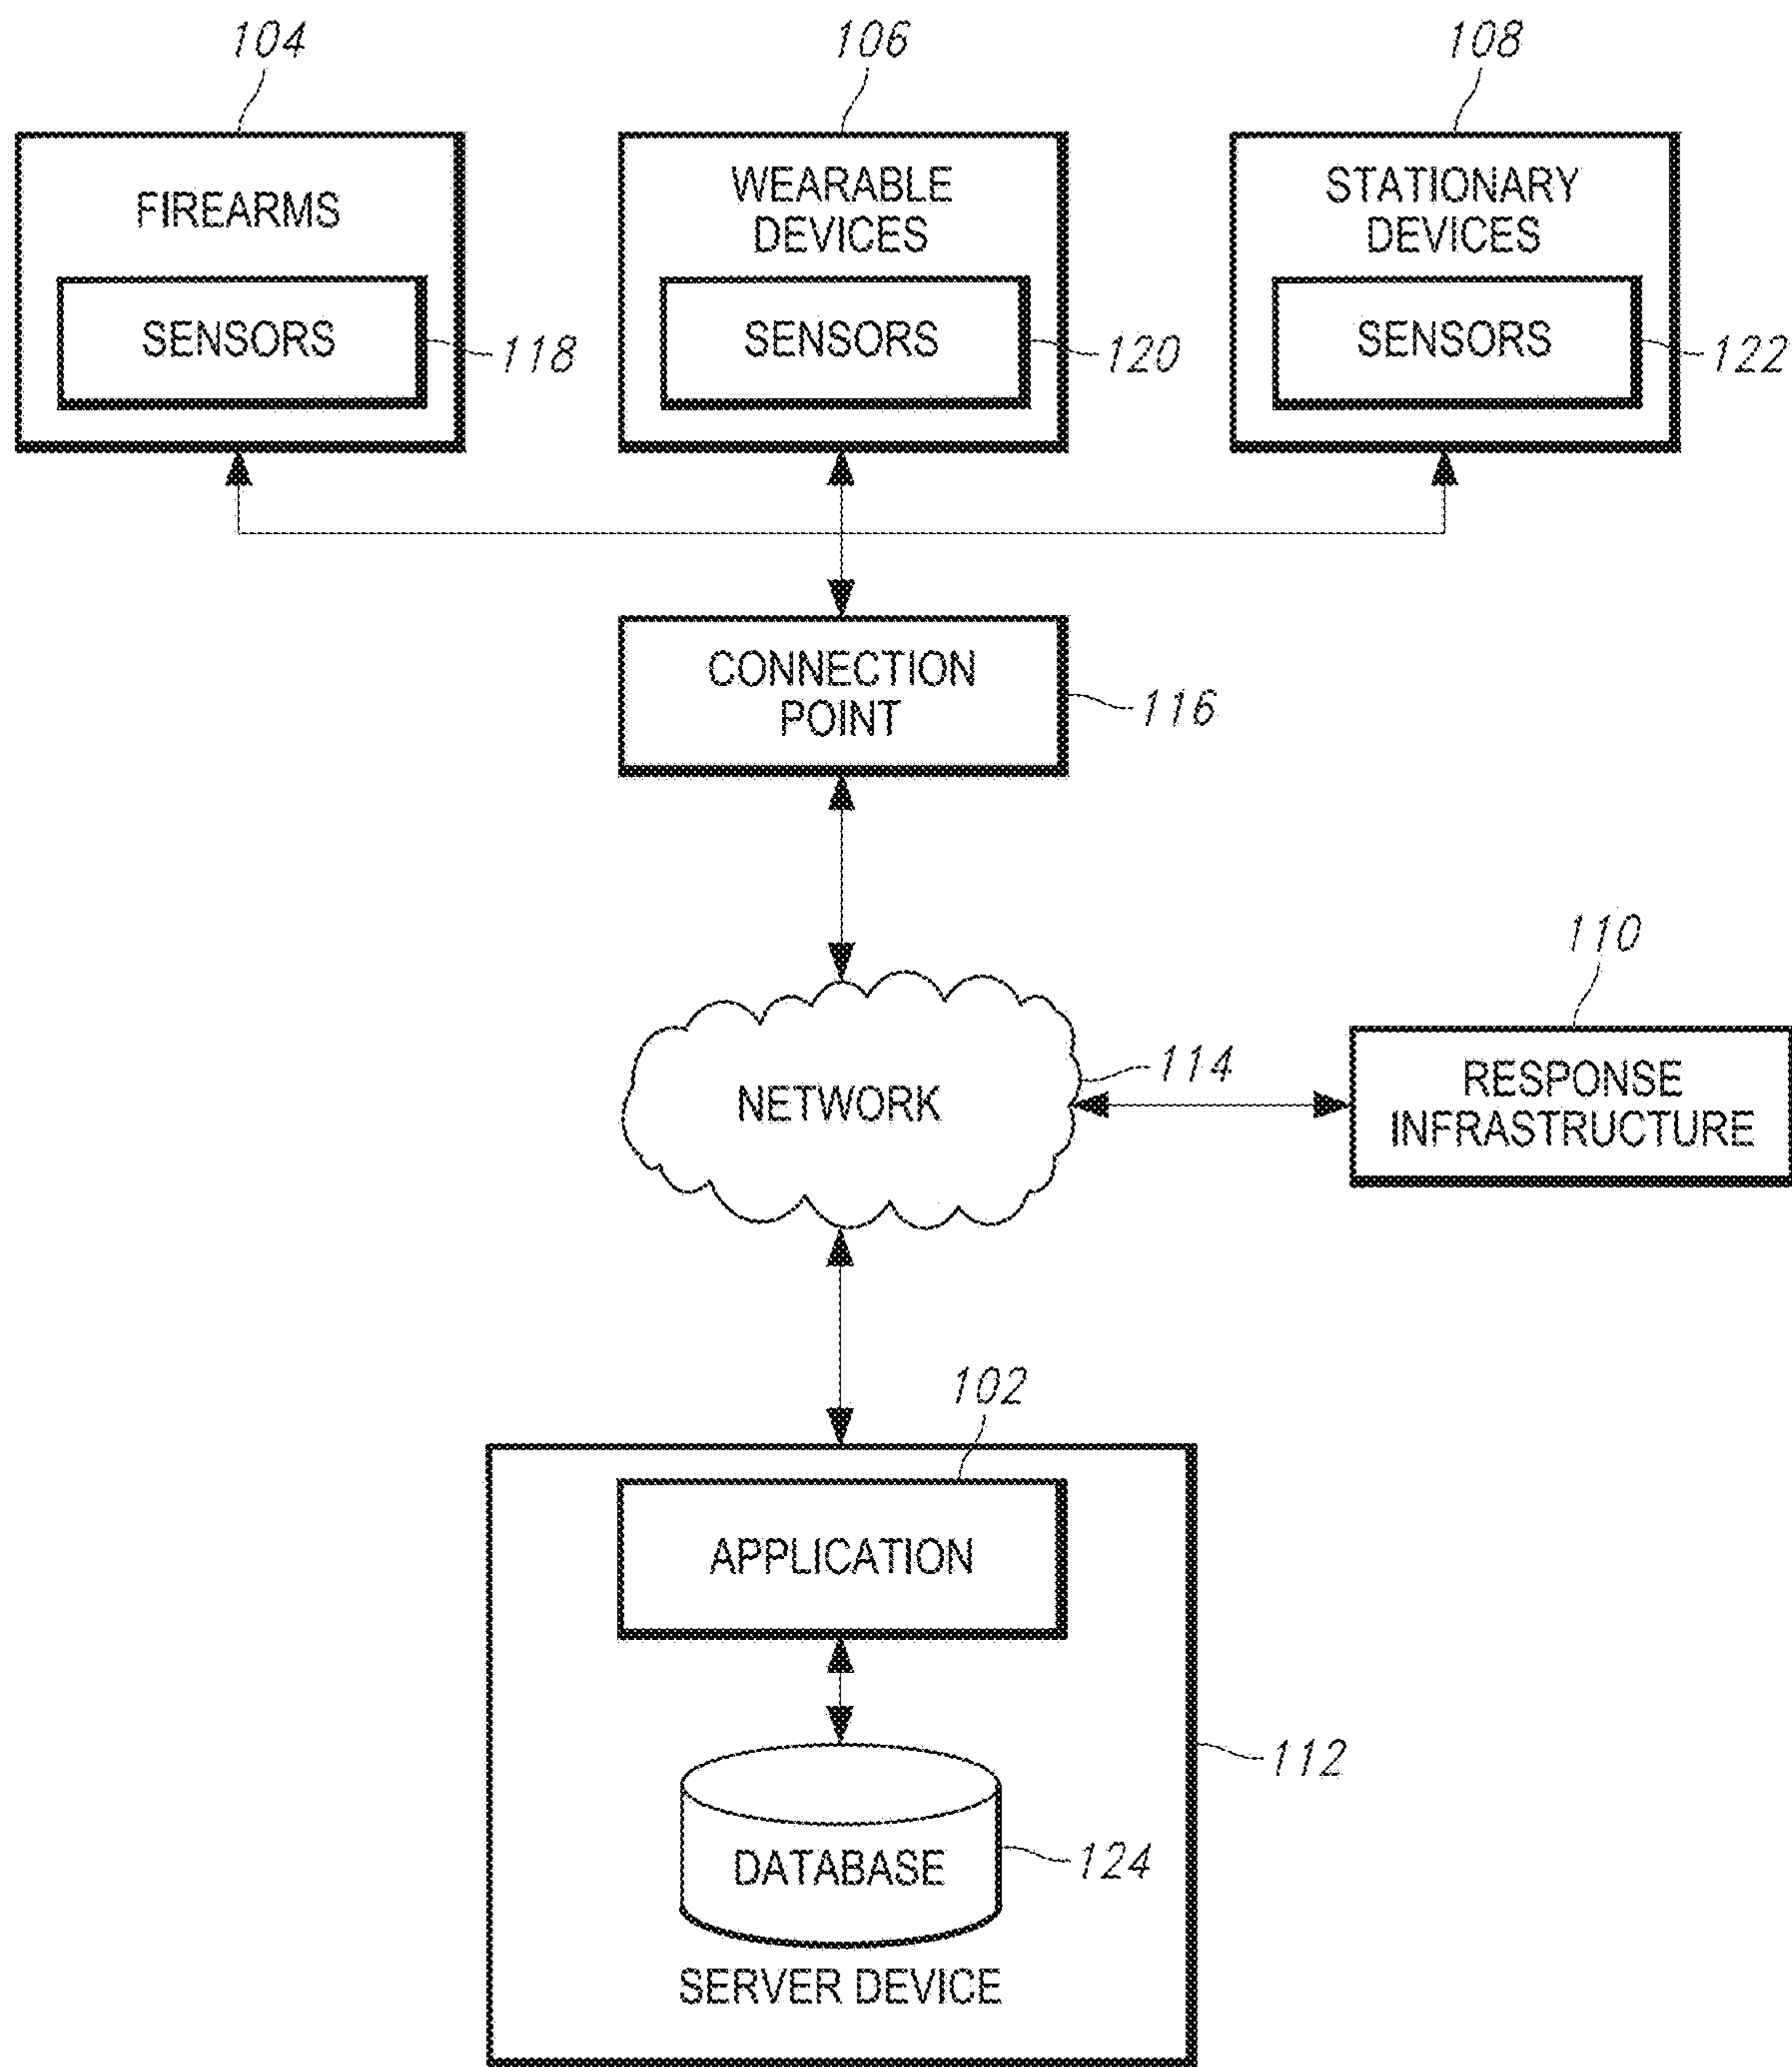 104
106
108
FIREARMS
WEARABLE
DEVICES
STATIONARY
DEVICES
SENSORS
118
SENSORS
120
SENSORS
122
CONNECTION
POINT
116
110
NETWORK
114
RESPONSE
INFRASTRUCTURE
102
APPLICATION
112
DATABASE
124
SERVER DEVICE